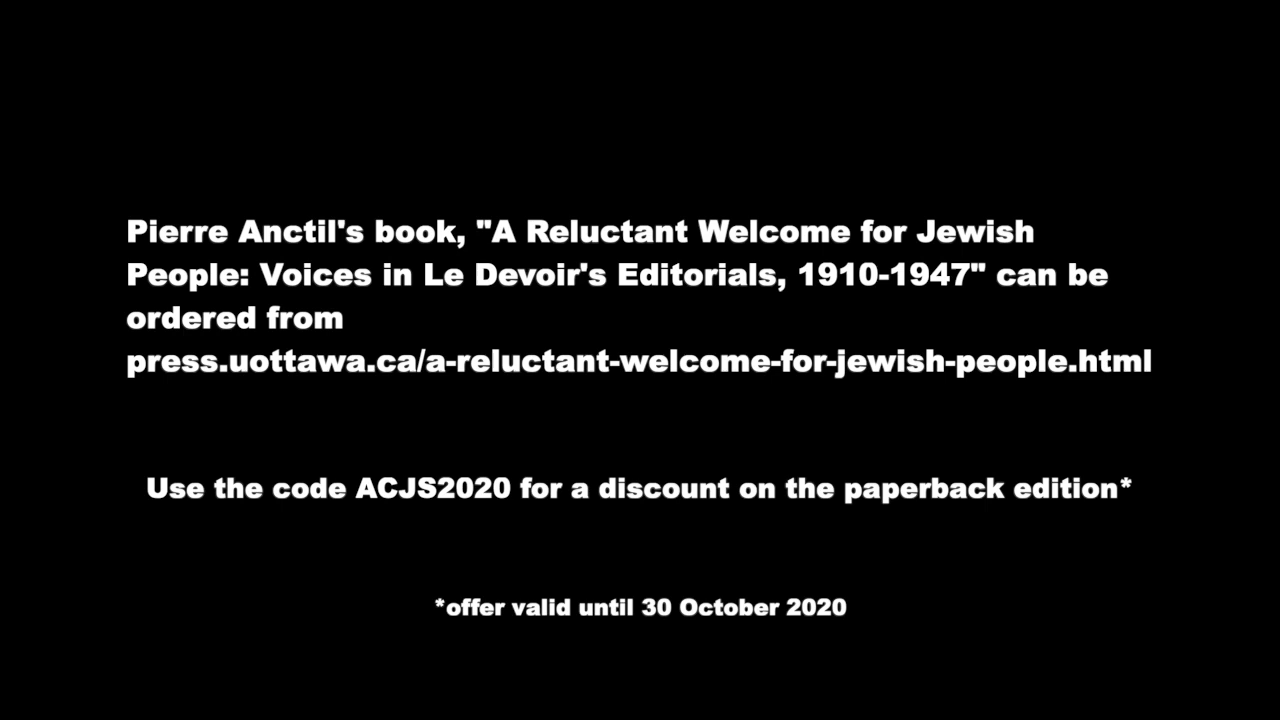 Pierre Anctil's book, "A Reluctant Welcome for Jewish
People: Voices in Le Devoir's Editorials, 1910-1947" can be
ordered from
press.uottawa.ca/a-reluctant-welcome-for-jewish-people.html
Use the code ACJS2020 for a discount on the paperback edition*
*offer valid until 30 October 2020